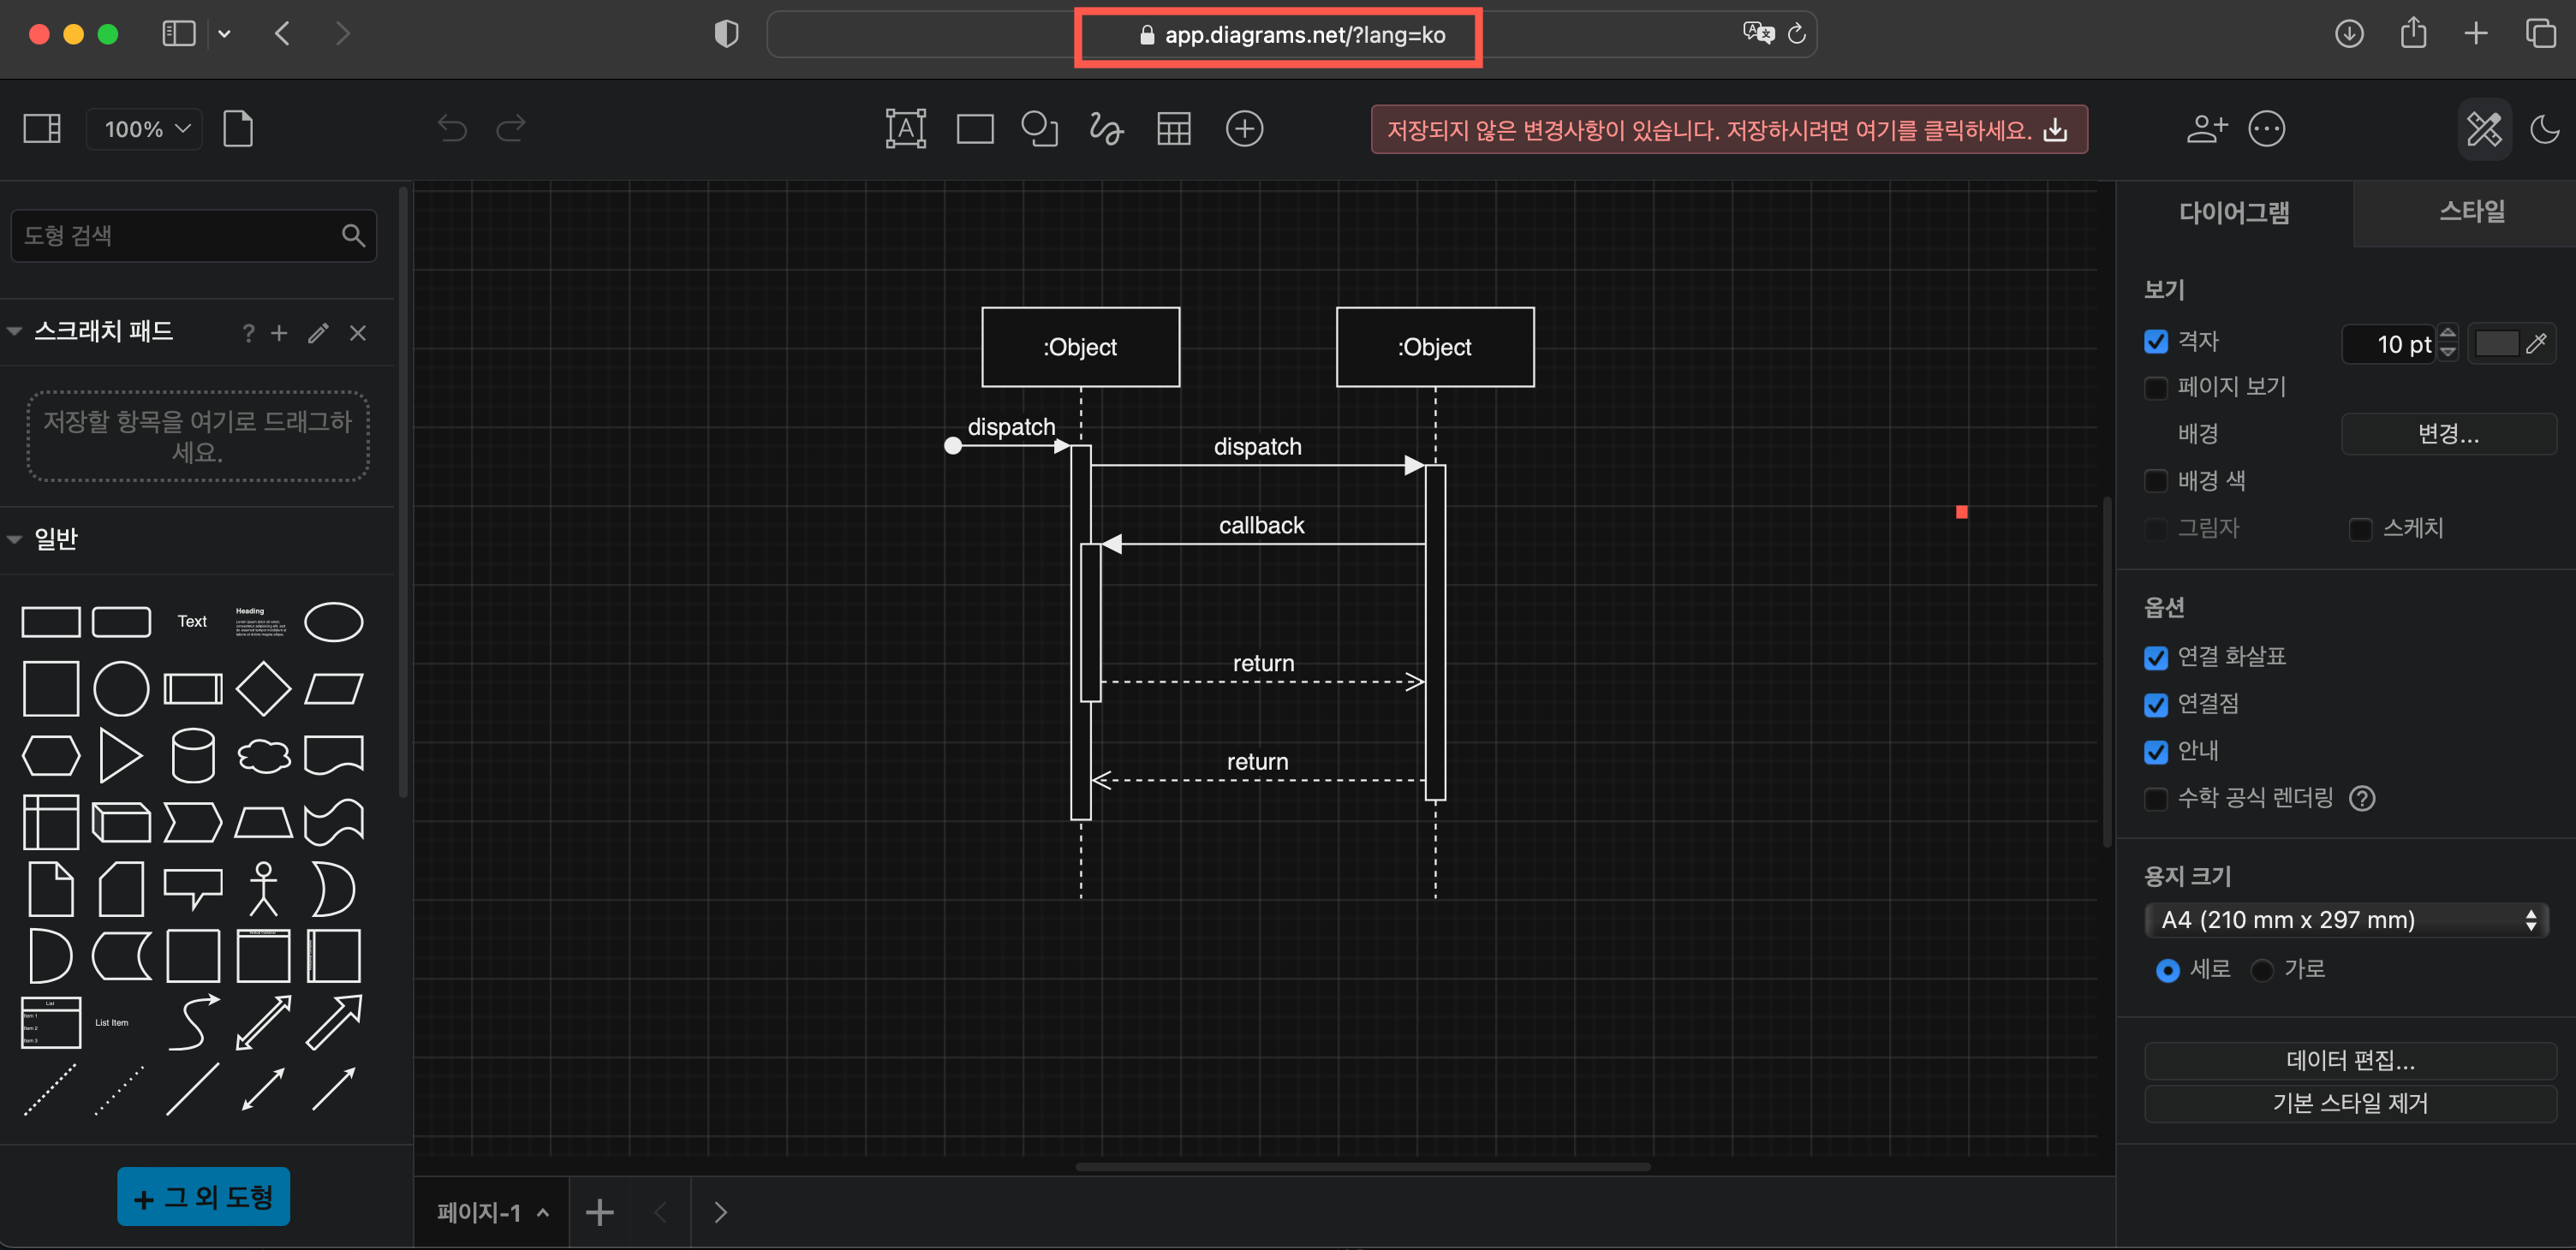 app.diagrams.net/?lang=ko
100%
저장되지 않은 변경사항이 있습니다. 저장하시려면 여기를 클릭하세요.
도형 검색
스크래치 패드
?
저장할 항목을 여기로 드래그하
세요.
일반
Text
Heading
List
Item 1
Item 2
Item 3
List Item
+ 그 외 도형
:Object
:Object
dispatch
dispatch
callback
return
return
페이지-1
다이어그램
스타일
보기
격자
10 pt
페이지 보기
배경
변경...
배경 색
그림자
스케치
옵션
연결 화살표
연결점
안내
수학 공식 렌더링
?
용지 크기
A4 (210 mm x 297 mm)
세로
가로
데이터 편집...
기본 스타일 제거